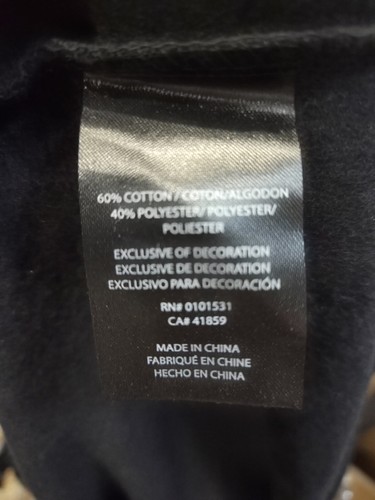 60% COTTON / COTON/ALGODON
40% POLYESTER/ POLYESTER/
POLIESTER
EXCLUSIVE OF DECORATION
EXCLUSIVE DE DECORATION
EXCLUSIVO PARA DECORACIÓN
RN# 0101531
CA# 41859
MADE IN CHINA
FABRIQUÉ EN CHINE
HECHO EN CHINA